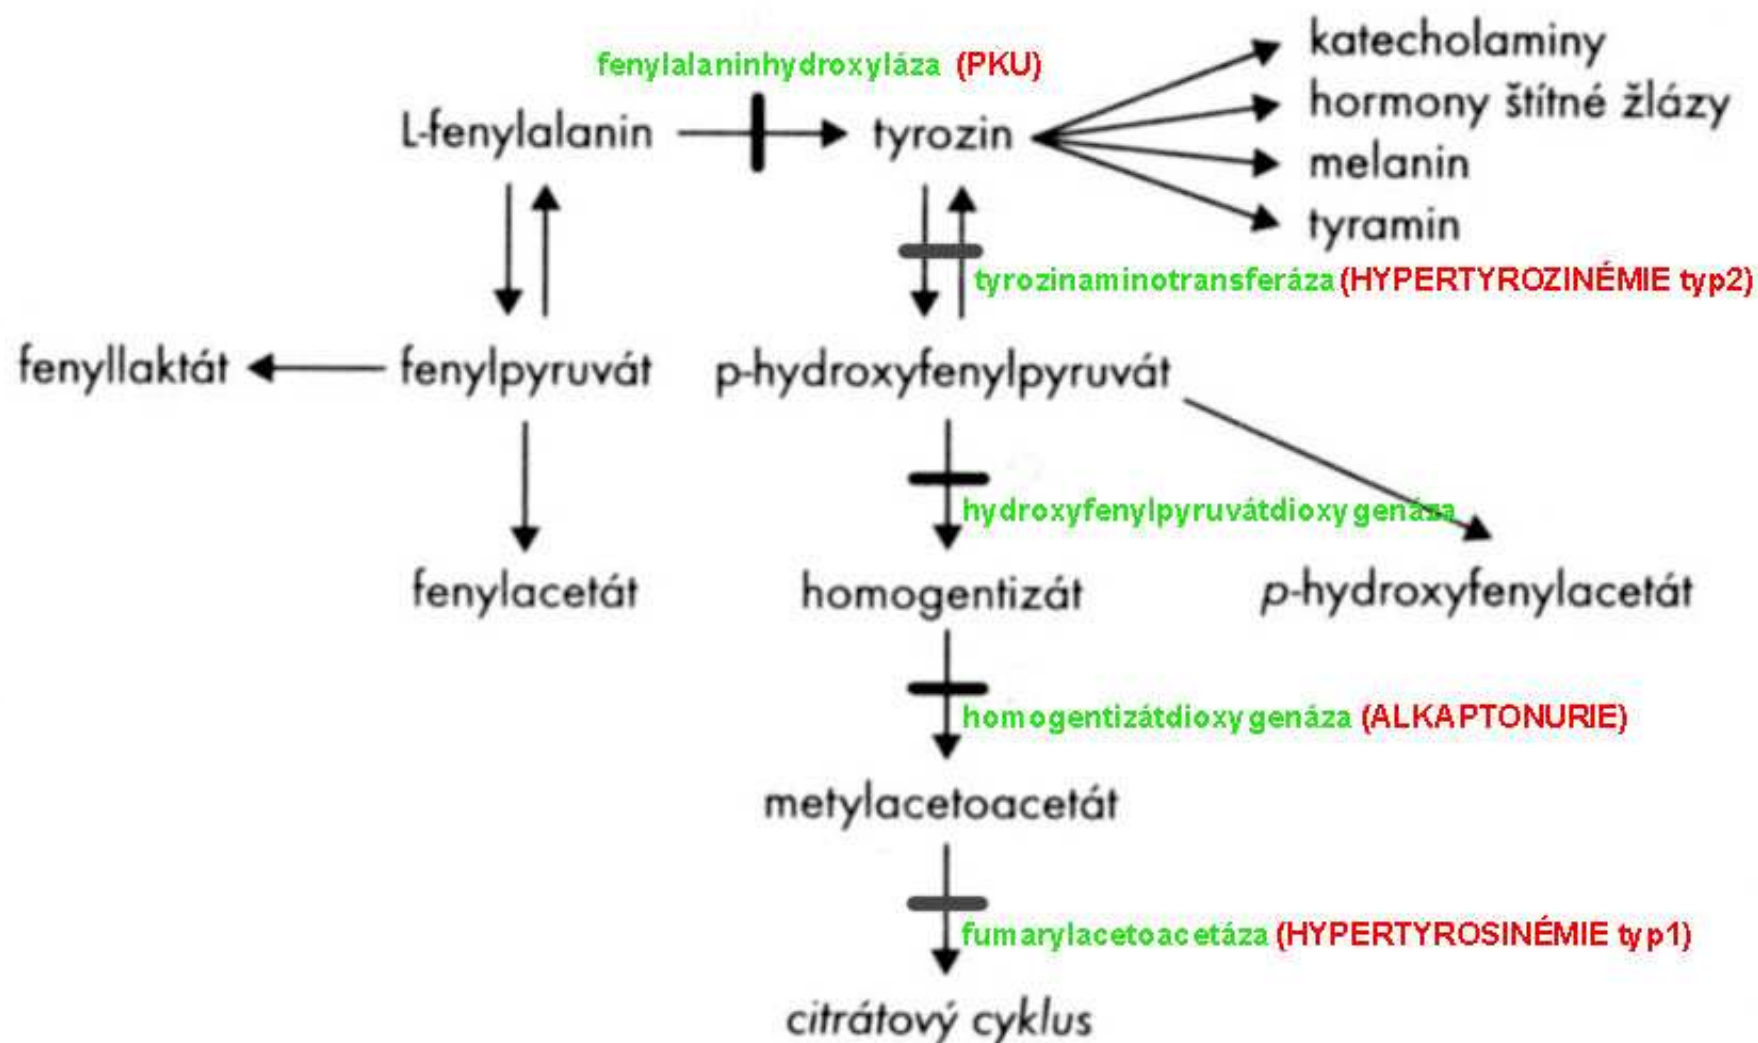 fenylalaninhydroxyláza (PKU)
L-fenylalanin
tyrozin
katecholaminy
hormony štítné žlázy
melanin
tyramin
tyrozinaminotransferáza (HYPERTYROZINÉMIE typ2)
fenyllaktát
fenylpyruvát
p-hydroxyfenylpyruvát
hydroxyfenylpyruvátdioxygenáza
fenylacetát
homogentizát
p-hydroxyfenylacetát
homogentizátdioxygenáza (ALKAPTONURIE)
metylacetoacetát
fumarylacetoacetáza (HYPERTYROSINÉMIE typ1)
citrátový cyklus